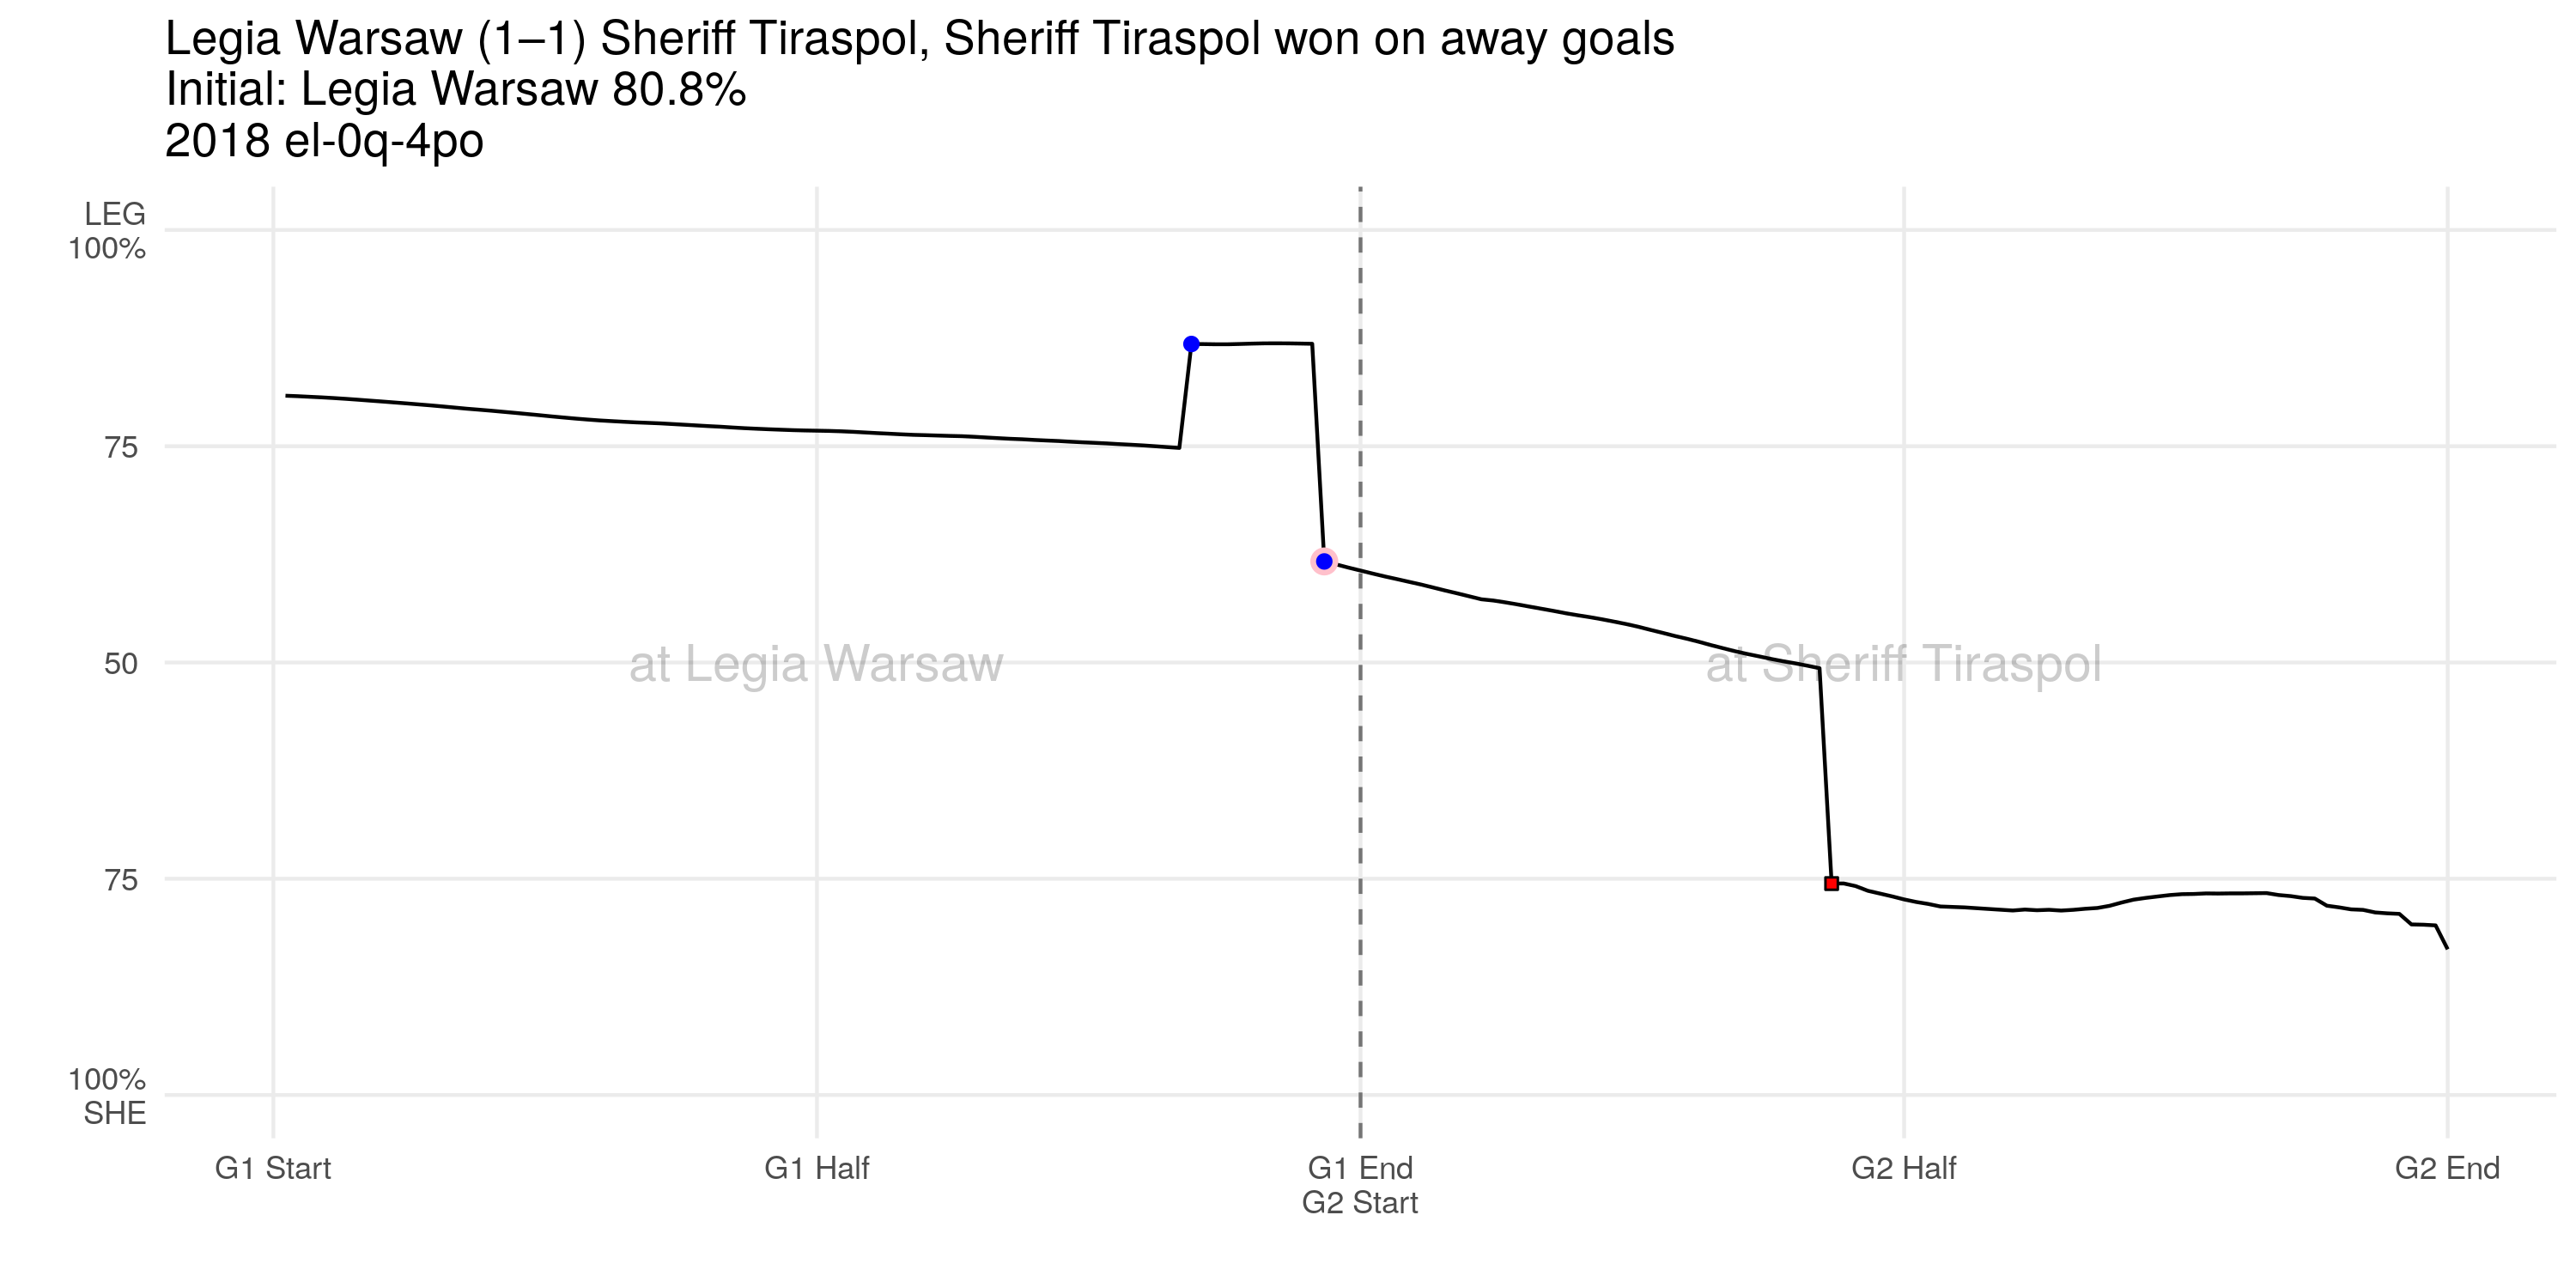 Legia Warsaw (1–1) Sheriff Tiraspol, Sheriff Tiraspol won on away goals
Initial: Legia Warsaw 80.8%
2018 el-0q-4po
LEG
100%
75
50
75
100%
SHE
at Legia Warsaw
at Sheriff Tiraspol
G1 Start
G1 Half
G1 End
G2 Start
G2 Half
G2 End